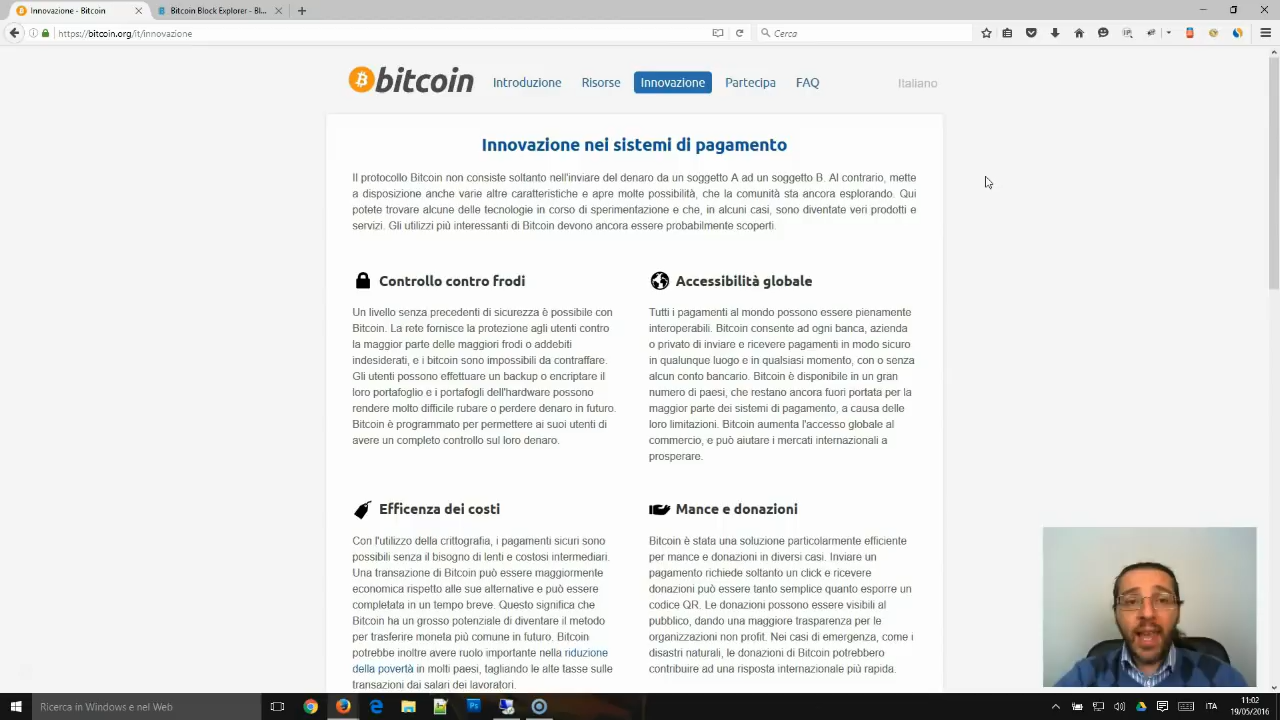 Innovazione - Bitcoin
Bitcoin Block Explorer - Bl...
https://bitcoin.org/it/innovazione
Cerca
bitcoin
Introduzione
Risorse
Innovazione
Partecipa
FAQ
Italiano
Innovazione nei sistemi di pagamento
Il protocollo Bitcoin non consiste soltanto nell'inviare del denaro da un soggetto A ad un soggetto B. Al contrario, mette
a disposizione anche varie altre caratteristiche e apre molte possibilità, che la comunità sta ancora esplorando. Qui
potete trovare alcune delle tecnologie in corso di sperimentazione e che, in alcuni casi, sono diventate veri prodotti e
servizi. Gli utilizzi più interessanti di Bitcoin devono ancora essere probabilmente scoperti.
Controllo contro frodi
Un livello senza precedenti di sicurezza è possibile con
Bitcoin. La rete fornisce la protezione agli utenti contro
la maggior parte delle maggiori frodi o addebiti
indesiderati, e i bitcoin sono impossibili da contraffare.
Gli utenti possono effettuare un backup o encriptare il
loro portafoglio e i portafogli dell'hardware possono
rendere molto difficile rubare o perdere denaro in futuro.
Bitcoin è programmato per permettere ai suoi utenti di
avere un completo controllo sul loro denaro.
Accessibilità globale
Tutti i pagamenti al mondo possono essere pienamente
interoperabili. Bitcoin consente ad ogni banca, azienda
o privato di inviare e ricevere pagamenti in modo sicuro
in qualunque luogo e in qualsiasi momento, con o senza
alcun conto bancario. Bitcoin è disponibile in un gran
numero di paesi, che restano ancora fuori portata per la
maggior parte dei sistemi di pagamento, a causa delle
loro limitazioni. Bitcoin aumenta l'accesso globale al
commercio, e può aiutare i mercati internazionali a
prosperare.
Efficenza dei costi
Con l'utilizzo della crittografia, i pagamenti sicuri sono
possibili senza il bisogno di lenti e costosi intermediari.
Una transazione di Bitcoin può essere maggiormente
economica rispetto alle sue alternative e può essere
completata in un tempo breve. Questo significa che
Bitcoin ha un grosso potenziale di diventare il metodo
per trasferire moneta più comune in futuro. Bitcoin
potrebbe inoltre avere ruolo importante nella riduzione
della povertà in molti paesi, tagliando le alte tasse sulle
transazioni dai salari dei lavoratori.
Mance e donazioni
Bitcoin è stata una soluzione particolarmente efficiente
per mance e donazioni in diversi casi. Inviare un
pagamento richiede soltanto un click e ricevere
donazioni può essere tanto semplice quanto esporre un
codice QR. Le donazioni possono essere visibili al
pubblico, dando una maggiore trasparenza per le
organizzazioni non profit. Nei casi di emergenza, come i
disastri naturali, le donazioni di Bitcoin potrebbero
contribuire ad una risposta internazionale più rapida.
Ricerca in Windows e nel Web
ITA
11:02
19/05/2016